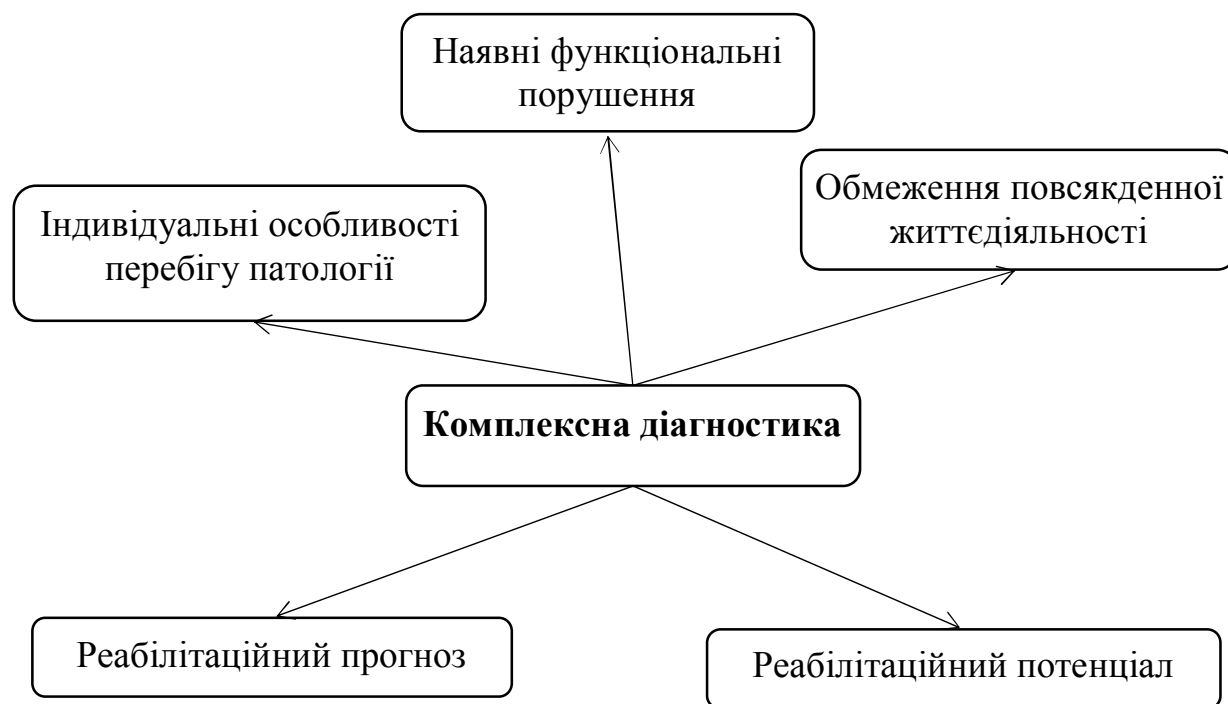 Наявні функціональні
порушення
Обмеження повсякденної
життєдіяльності
Індивідуальні особливості
перебігу патології
Комплексна діагностика
Реабілітаційний прогноз
Реабілітаційний потенціал